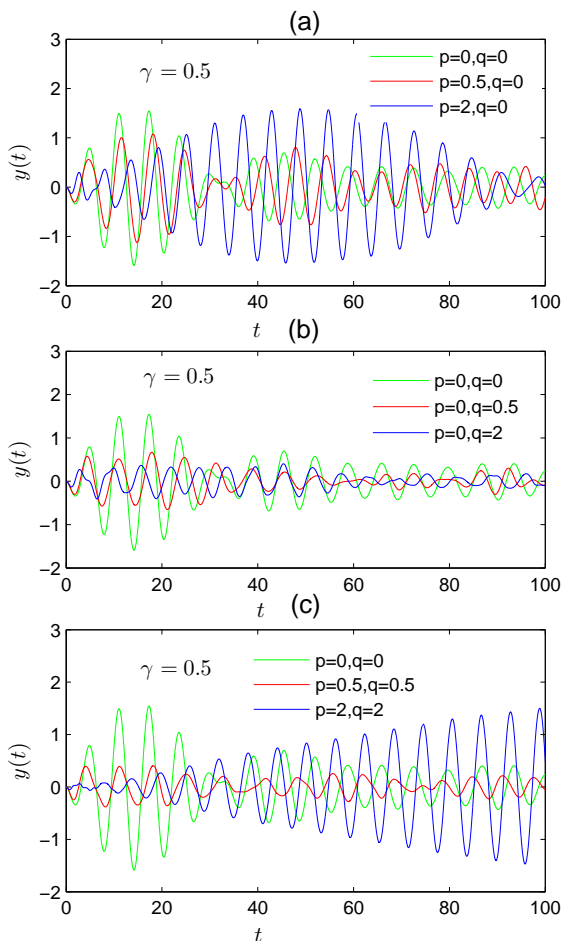 (a)
γ = 0.5
p=0,q=0
p=0.5,q=0
p=2,q=0
y(t)
3
2
1
0
−1
−2
0 20 40 60 80 100
t
(b)
γ = 0.5
p=0,q=0
p=0,q=0.5
p=0,q=2
y(t)
3
2
1
0
−1
−2
0 20 40 60 80 100
t
(c)
γ = 0.5
p=0,q=0
p=0.5,q=0.5
p=2,q=2
y(t)
3
2
1
0
−1
−2
0 20 40 60 80 100
t